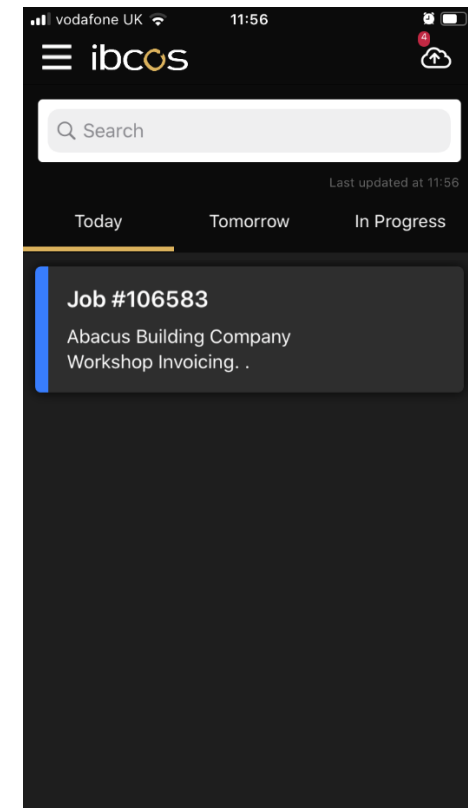 vodafone UK 11:56
4
ibcos
Search
Last updated at 11:56
Today Tomorrow In Progress
Job #106583
Abacus Building Company
Workshop Invoicing. .